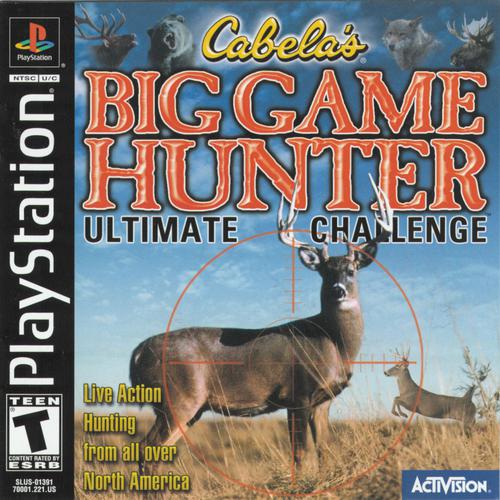 PlayStation
NTSC U/C
PlayStation
TEEN
T
CONTENT RATED BY
ESRB
SLUS-01391
70001.221.US
Cabela's®
BIG GAME
HUNTER
ULTIMATE CHALLENGE
Live Action
Hunting
from all over
North America
ACTIVISION